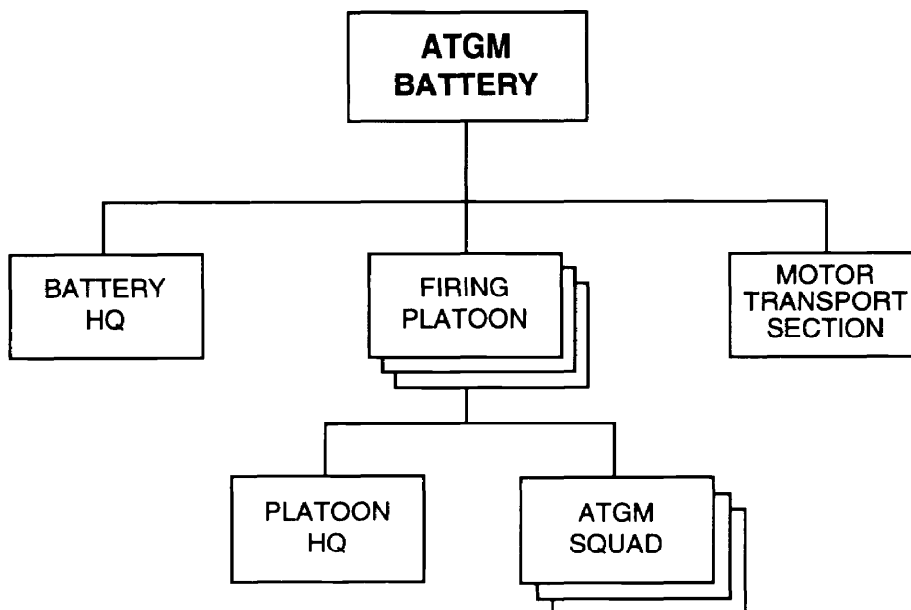 ATGM
BATTERY
BATTERY
HQ
FIRING
PLATOON
MOTOR
TRANSPORT
SECTION
PLATOON
HQ
ATGM
SQUAD